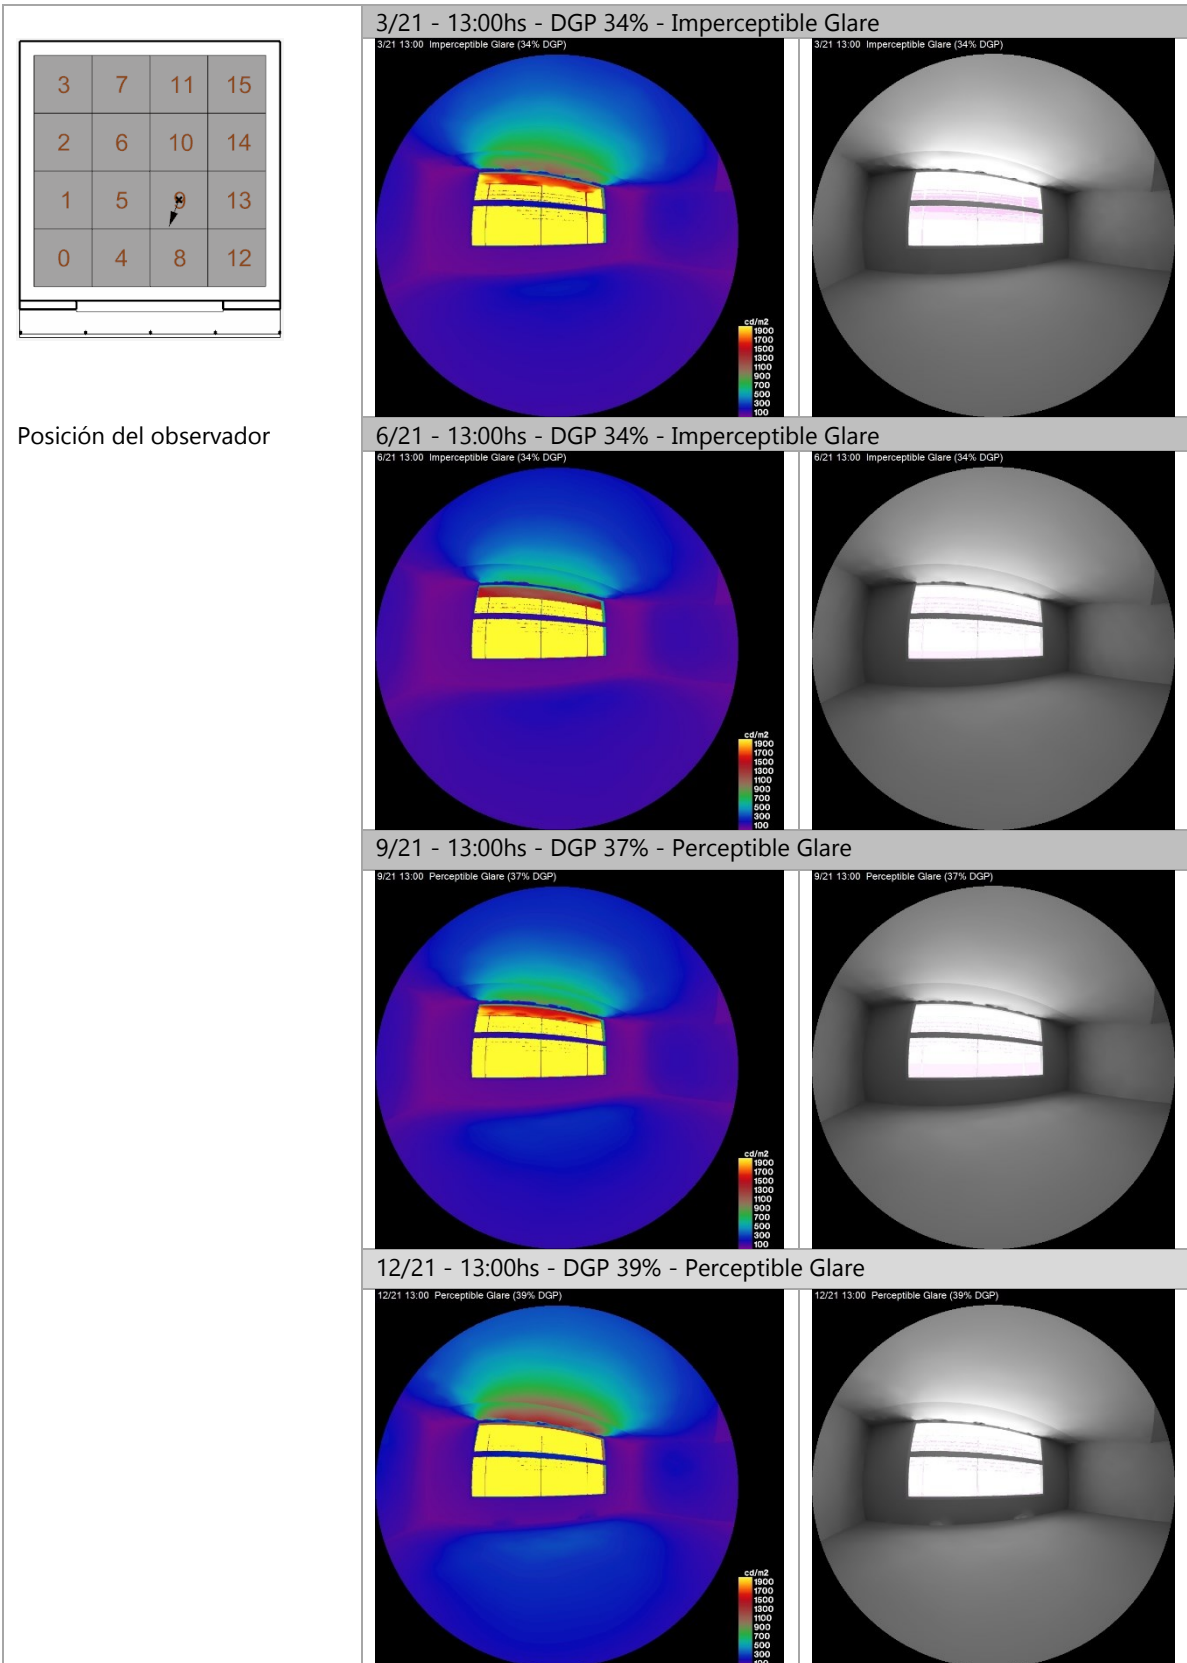 3/21 - 13:00hs - DGP 34% - Imperceptible Glare
3/21 13:00 Imperceptible Glare (34% DGP)
3/21 13:00 Imperceptible Glare (34% DGP)
3 7 11 15
2 6 10 14
1 5 9 13
0 4 8 12
cd/m2
1900
1700
1500
1300
1100
900
700
500
300
100
Posición del observador
6/21 - 13:00hs - DGP 34% - Imperceptible Glare
6/21 13:00 Imperceptible Glare (34% DGP)
6/21 13:00 Imperceptible Glare (34% DGP)
cd/m2
1900
1700
1500
1300
1100
900
700
500
300
100
9/21 - 13:00hs - DGP 37% - Perceptible Glare
9/21 13:00 Perceptible Glare (37% DGP)
9/21 13:00 Perceptible Glare (37% DGP)
cd/m2
1900
1700
1500
1300
1100
900
700
500
300
100
12/21 - 13:00hs - DGP 39% - Perceptible Glare
12/21 13:00 Perceptible Glare (39% DGP)
12/21 13:00 Perceptible Glare (39% DGP)
cd/m2
1900
1700
1500
1300
1100
900
700
500
300
100